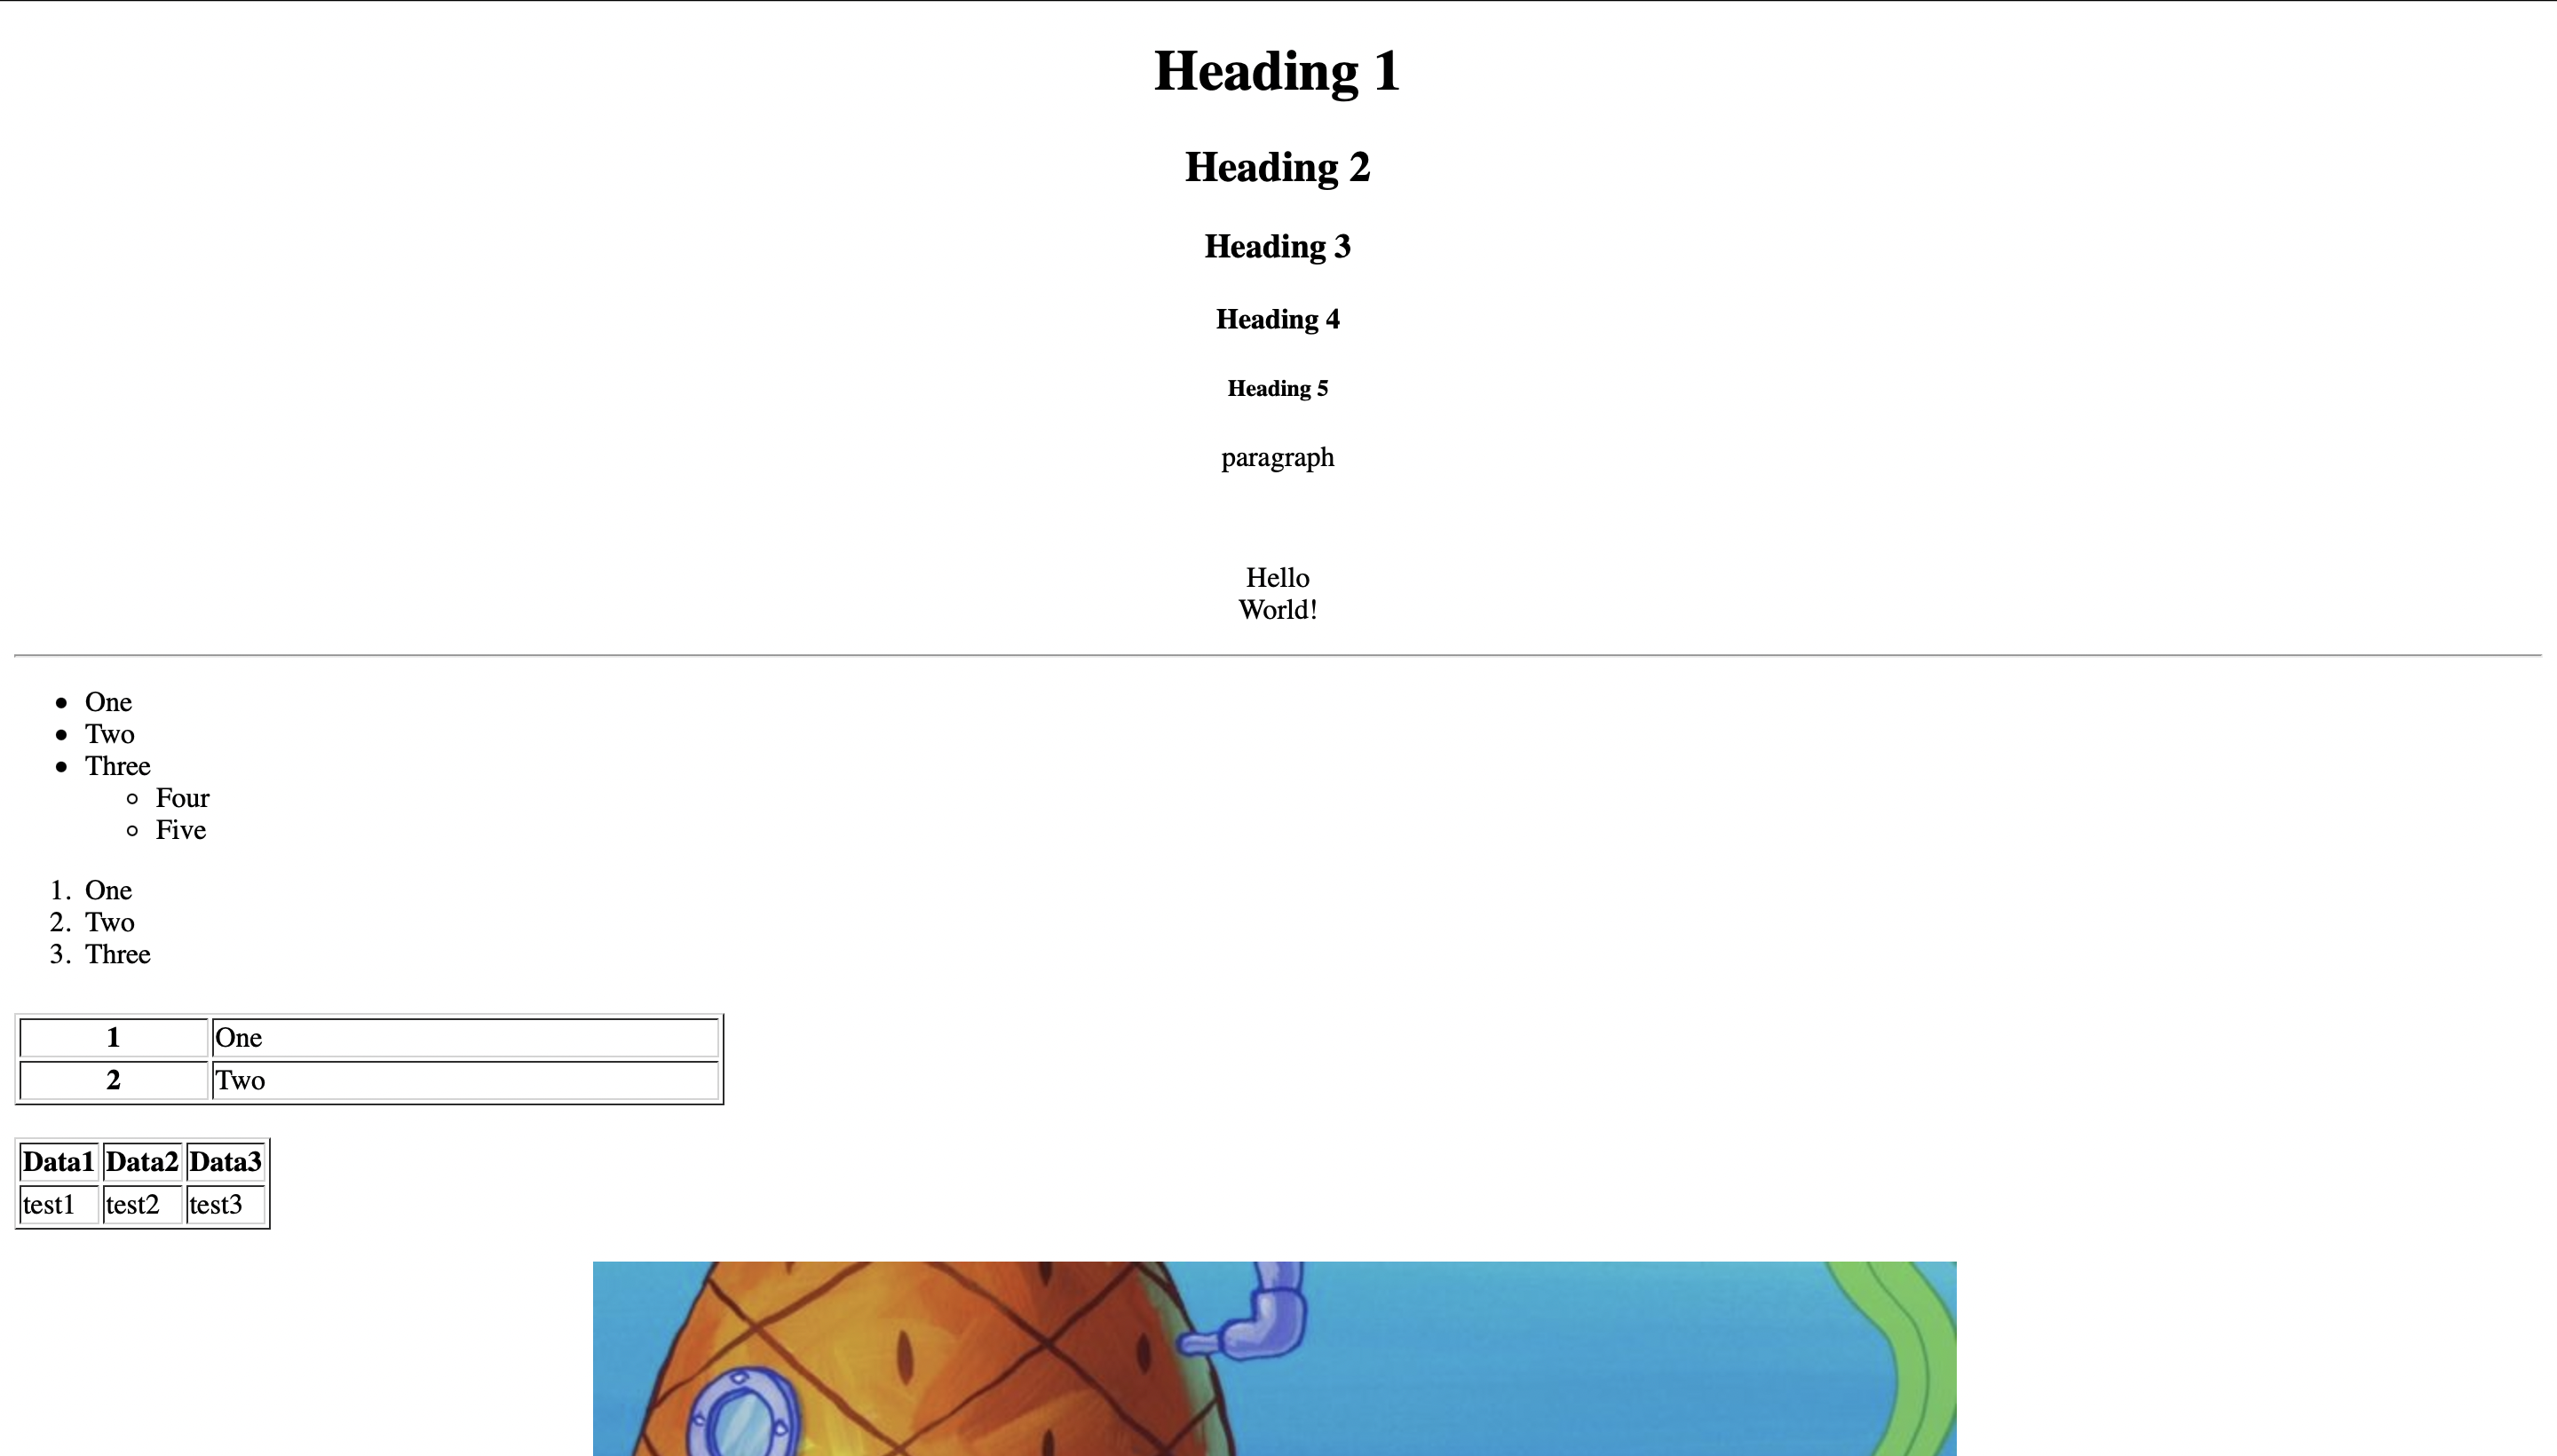 Heading 1
Heading 2
Heading 3
Heading 4
Heading 5
paragraph
Hello
World!
• One
• Two
• Three
◦ Four
◦ Five
1. One
2. Two
3. Three
1 One
2 Two
Data1 Data2 Data3
test1 test2 test3